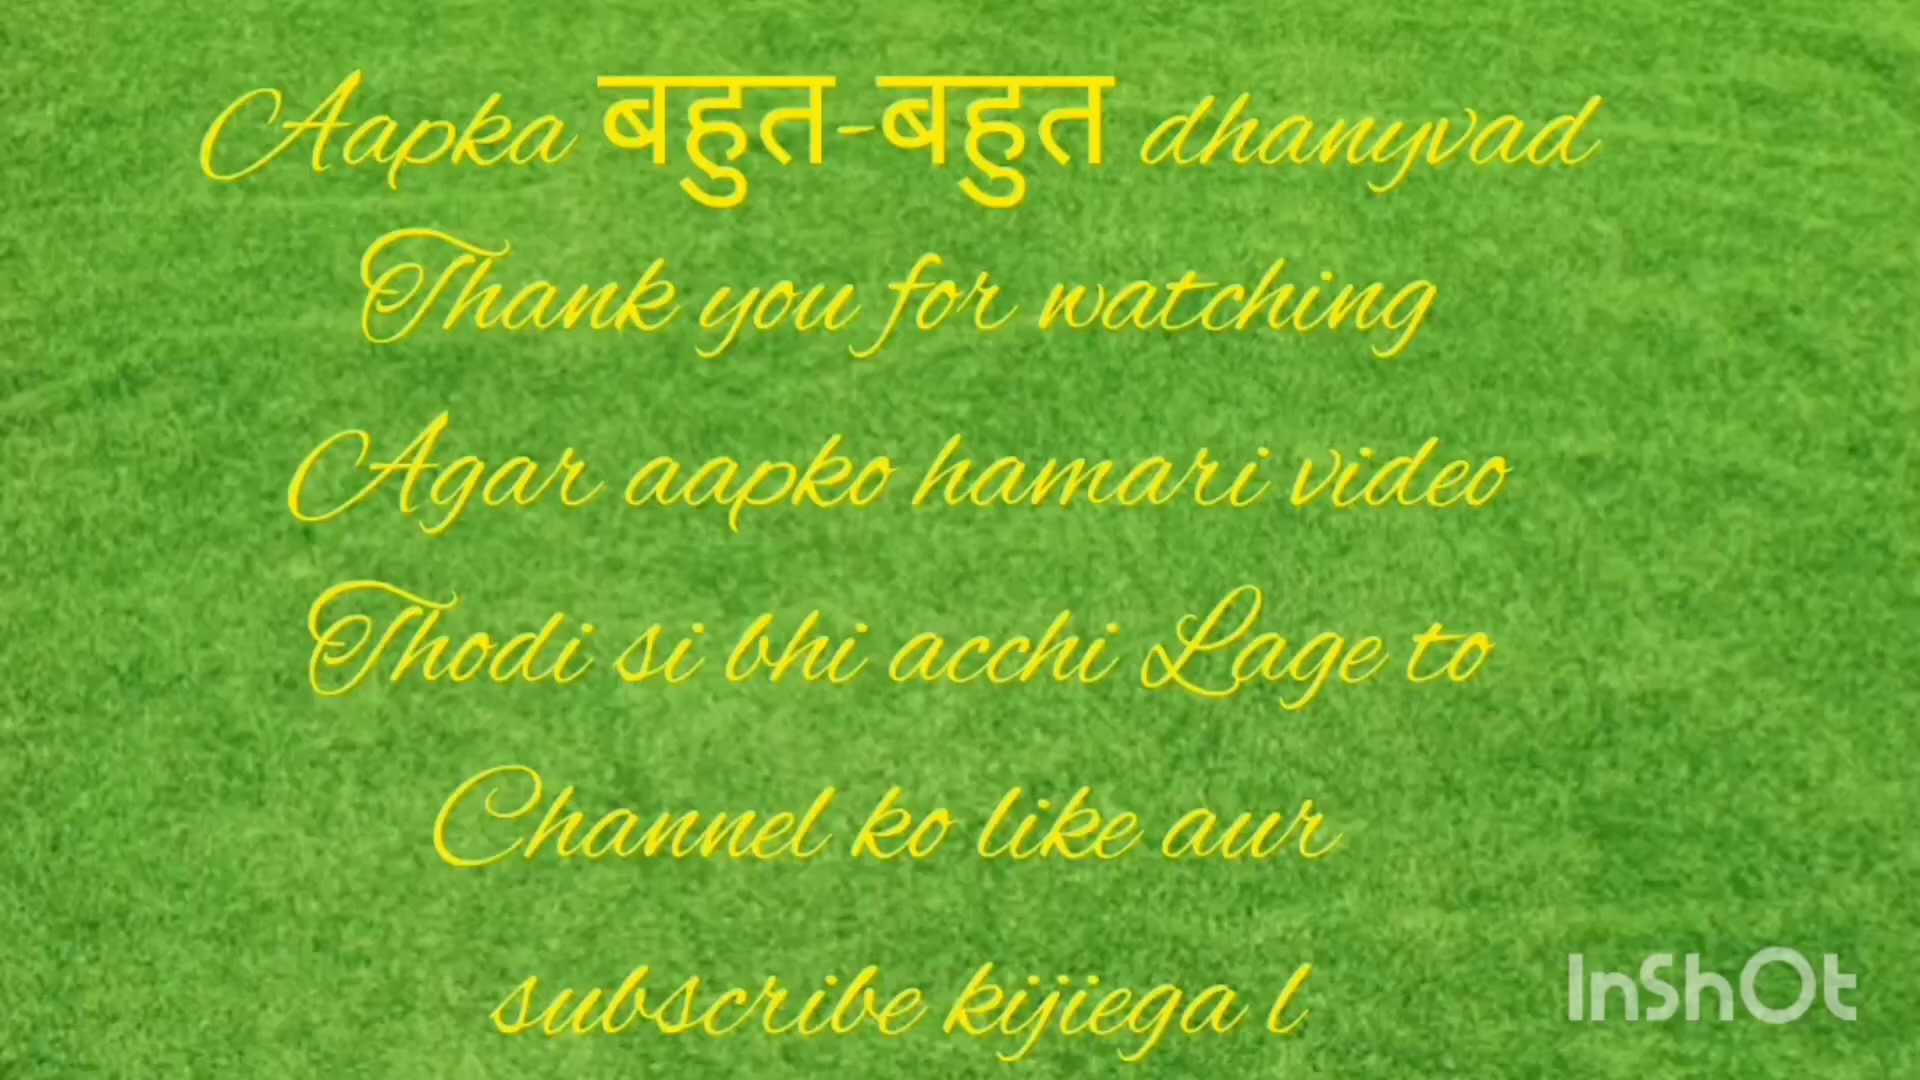 Aapka बहुत-बहुत dhanyvad
Thank you for watching
Agar aapko hamari video
Thodi si bhi acchi Lage to
Channel ko like aur
subscribe kijiega l
InShOt